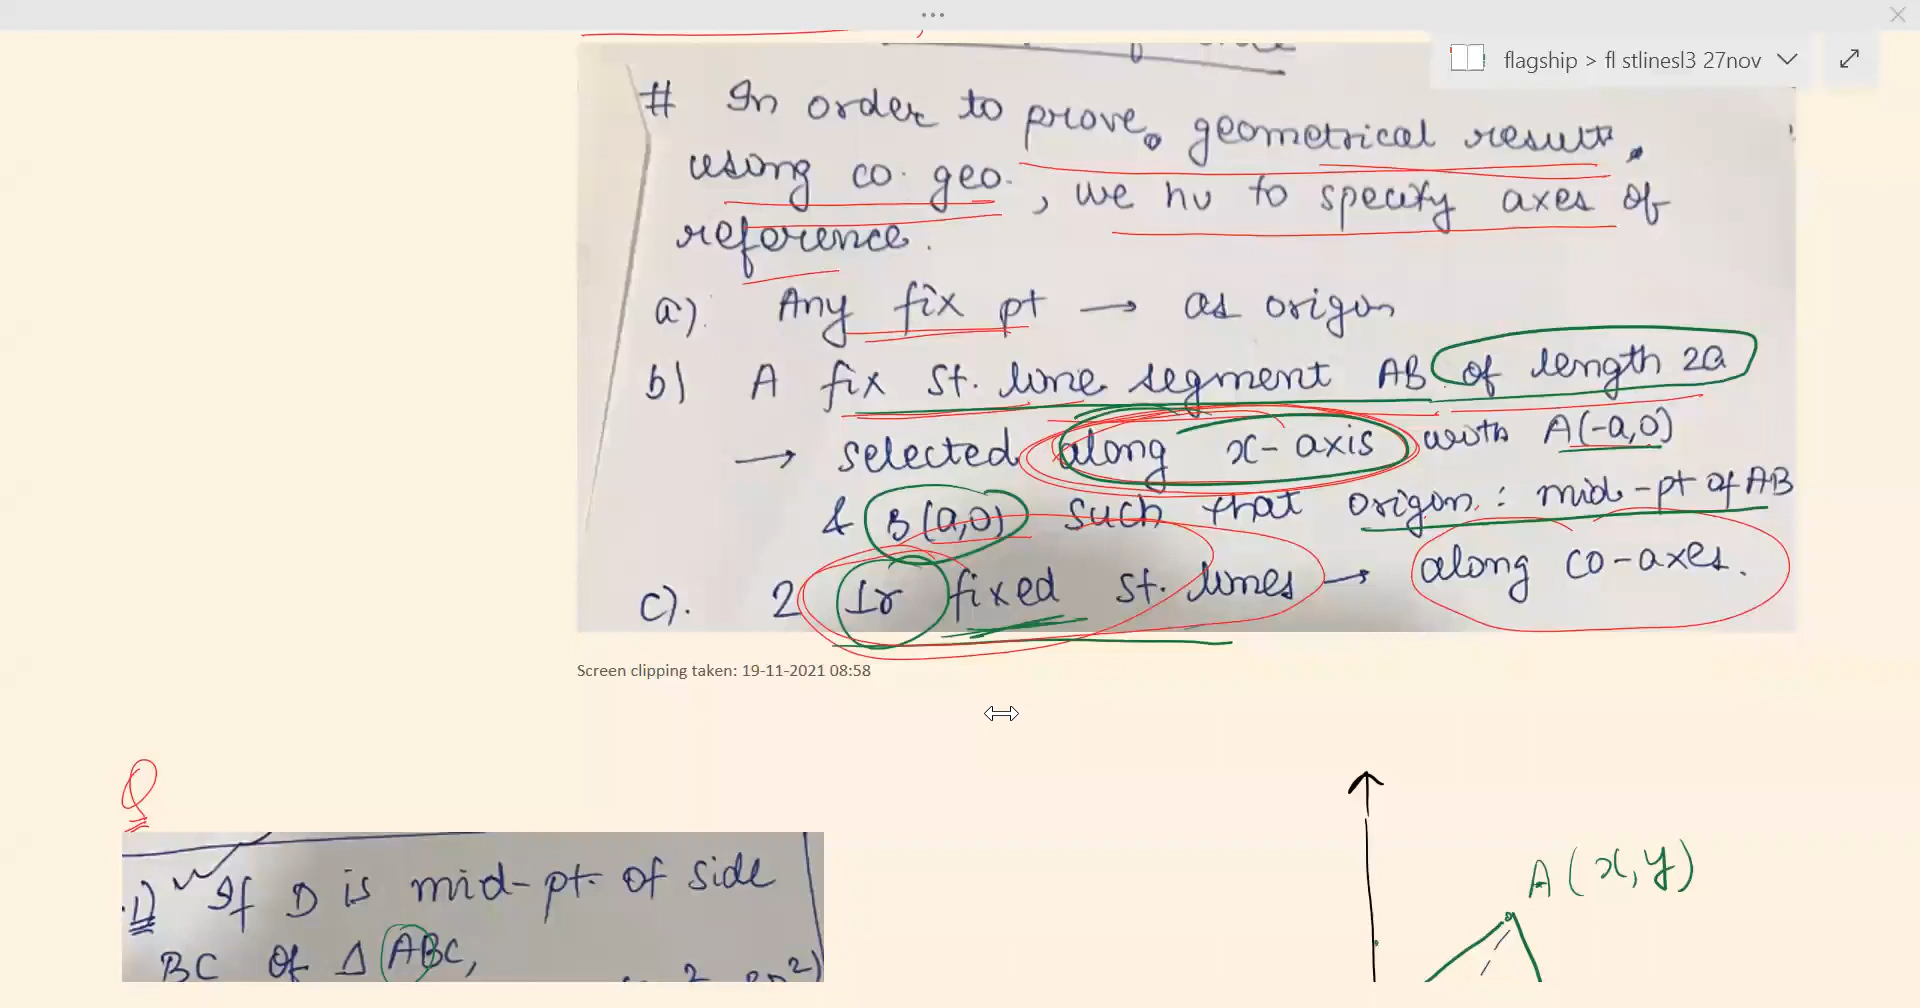 flagship > fl stlinesl3 27nov
# In order to prove geometrical result,
using co. geo., we hv to specify axes of
reference.
a). Any fix pt → as origin
b) A fix st. line segment AB of length 2a
→ selected along x-axis with A(-a,0)
& B(a,0) such that origin: mid-pt of AB
c). 2 ⊥r fixed st. lines → along co-axes.
Screen clipping taken: 19-11-2021 08:58
Q
1) If D is mid-pt. of side
BC of Δ ABC,
A(x,y)